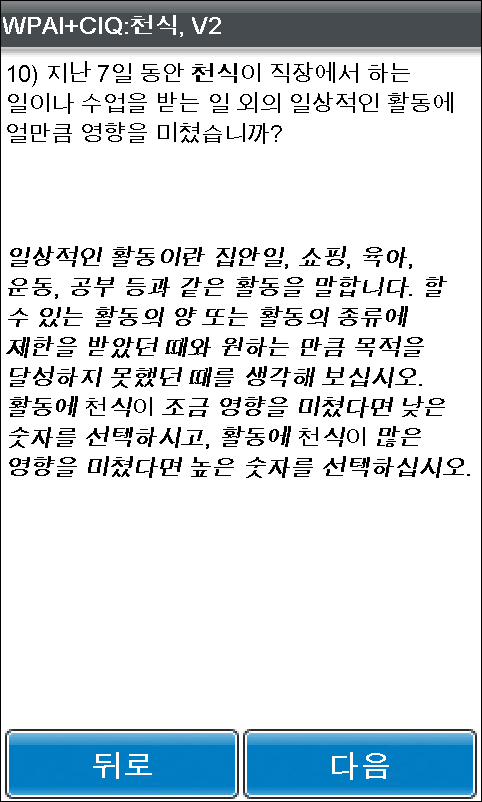 WPAI+CIQ:천식, V2
10) 지난 7일 동안 천식이 직장에서 하는
일이나 수업을 받는 일 외의 일상적인 활동에
얼만큼 영향을 미쳤습니까?
일상적인 활동이란 집안일, 쇼핑, 육아,
운동, 공부 등과 같은 활동을 말합니다. 할
수 있는 활동의 양 또는 활동의 종류에
제한을 받았던 때와 원하는 만큼 목적을
달성하지 못했던 때를 생각해 보십시오.
활동에 천식이 조금 영향을 미쳤다면 낮은
숫자를 선택하시고, 활동에 천식이 많은
영향을 미쳤다면 높은 숫자를 선택하십시오.
뒤로
다음